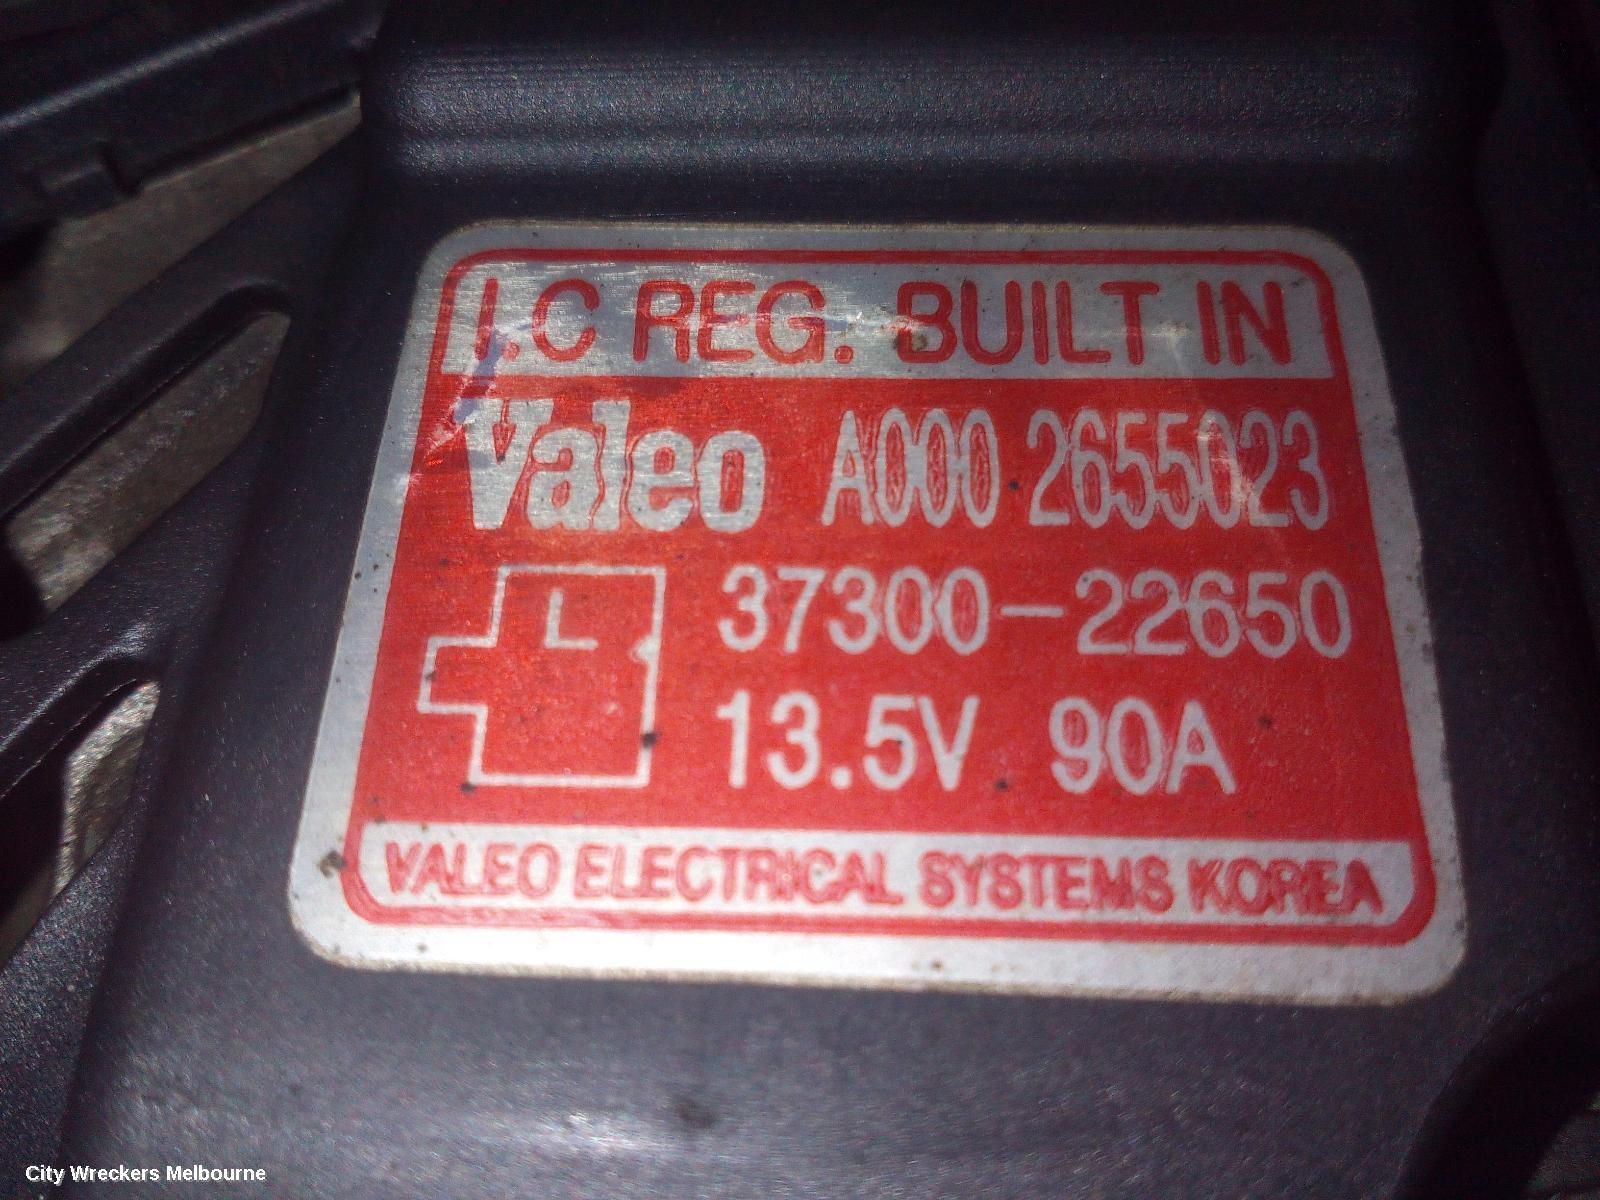 I.C REG. BUILT IN
Valeo A000 2655023
L 37300-22650
13.5V 90A
VALEO ELECTRICAL SYSTEMS KOREA
City Wreckers Melbourne